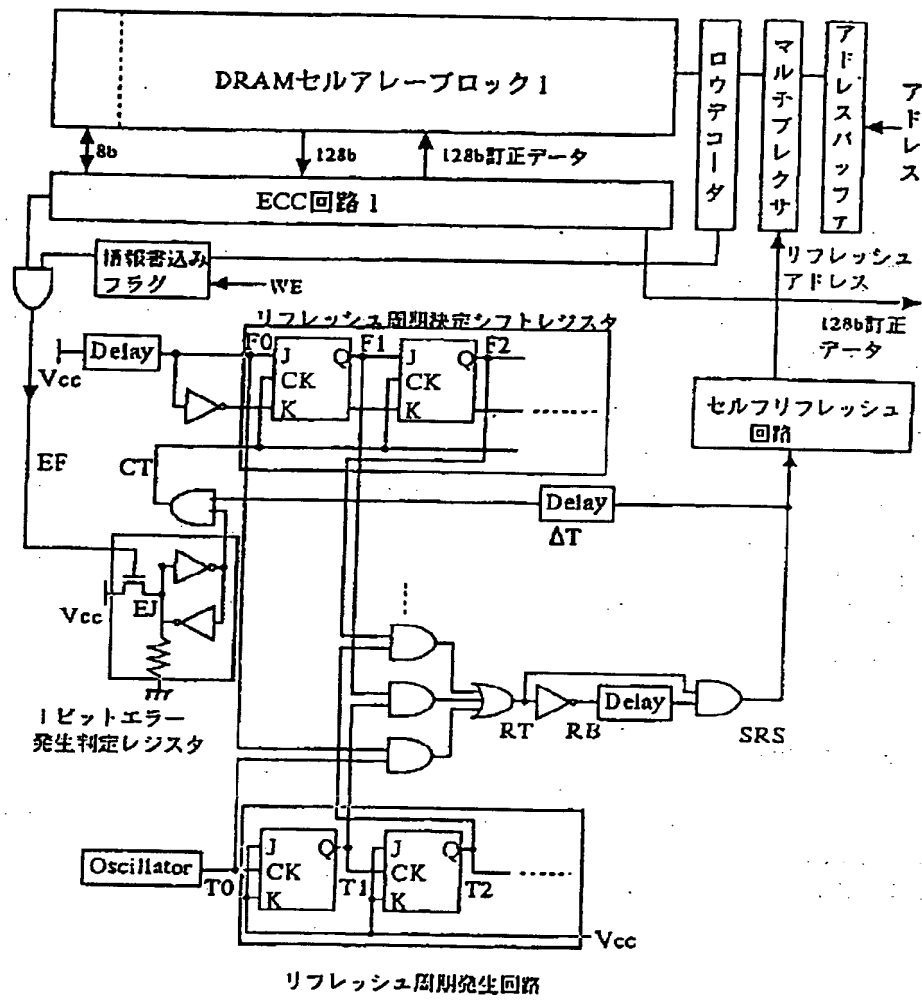 DRAMセルアレーブロック1
ロウデコーダ
マルチプレクサ
アドレスバッファ
アドレス
8b
128b
128b訂正データ
ECC回路1
情報書込み
フラグ
WE
リフレッシュ
アドレス
128b訂正
データ
リフレッシュ周期決定シフトレジスタ
Vcc
Delay
F0
J
Q
CK
K
F1
J
Q
CK
K
F2
セルフリフレッシュ
回路
EF
CT
Delay
ΔT
Vcc
EJ
1ビットエラー
発生判定レジスタ
RT
RB
Delay
SRS
Oscillator
T0
J
Q
CK
K
T1
J
Q
CK
K
T2
Vcc
リフレッシュ周期発生回路